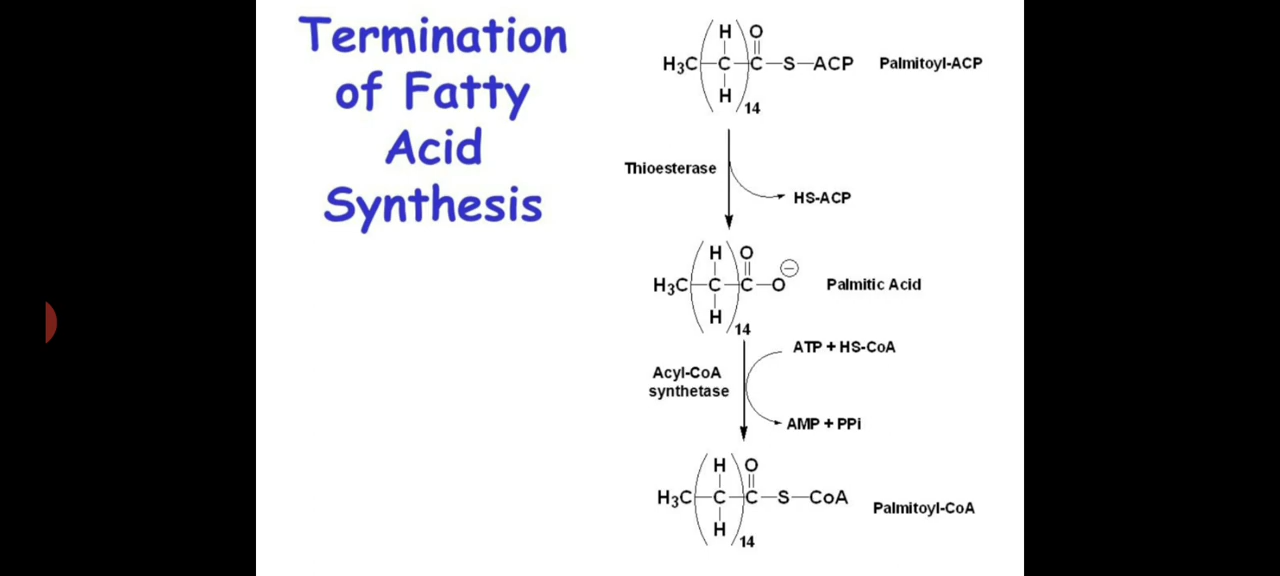 Termination
of Fatty
Acid
Synthesis
H O
H3C C C S ACP Palmitoyl-ACP
H
14
Thioesterase
HS-ACP
H O
H3C C C O − Palmitic Acid
H
14
ATP + HS-CoA
Acyl-CoA
synthetase
AMP + PPi
H O
H3C C C S CoA Palmitoyl-CoA
H
14